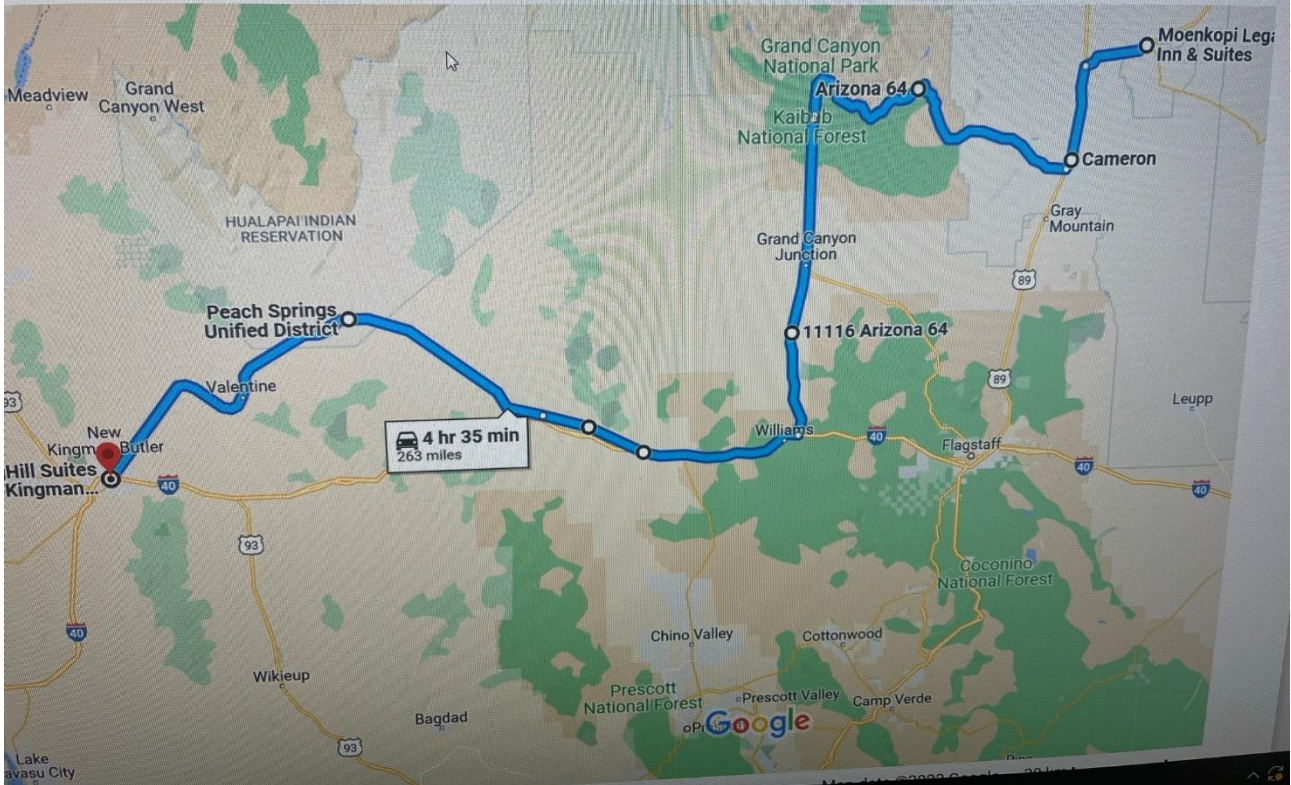 Meadview
Grand
Canyon West
Grand Canyon
National Park
Arizona 64
Kaibab
National Forest
Moenkopi Lega
Inn & Suites
Cameron
HUALAPAI INDIAN
RESERVATION
Gray
Mountain
Grand Canyon
Junction
89
Peach Springs
Unified District
11116 Arizona 64
Valentine
89
Leupp
93
4 hr 35 min
263 miles
New
Kingm Butler
Hill Suites
Kingman...
40
Williams
40
Flagstaff
40
40
93
Coconino
National Forest
40
Chino Valley
Cottonwood
Wikieup
Prescott
National Forest
Prescott Valley
Camp Verde
Bagdad
Google
93
Lake
avasu City